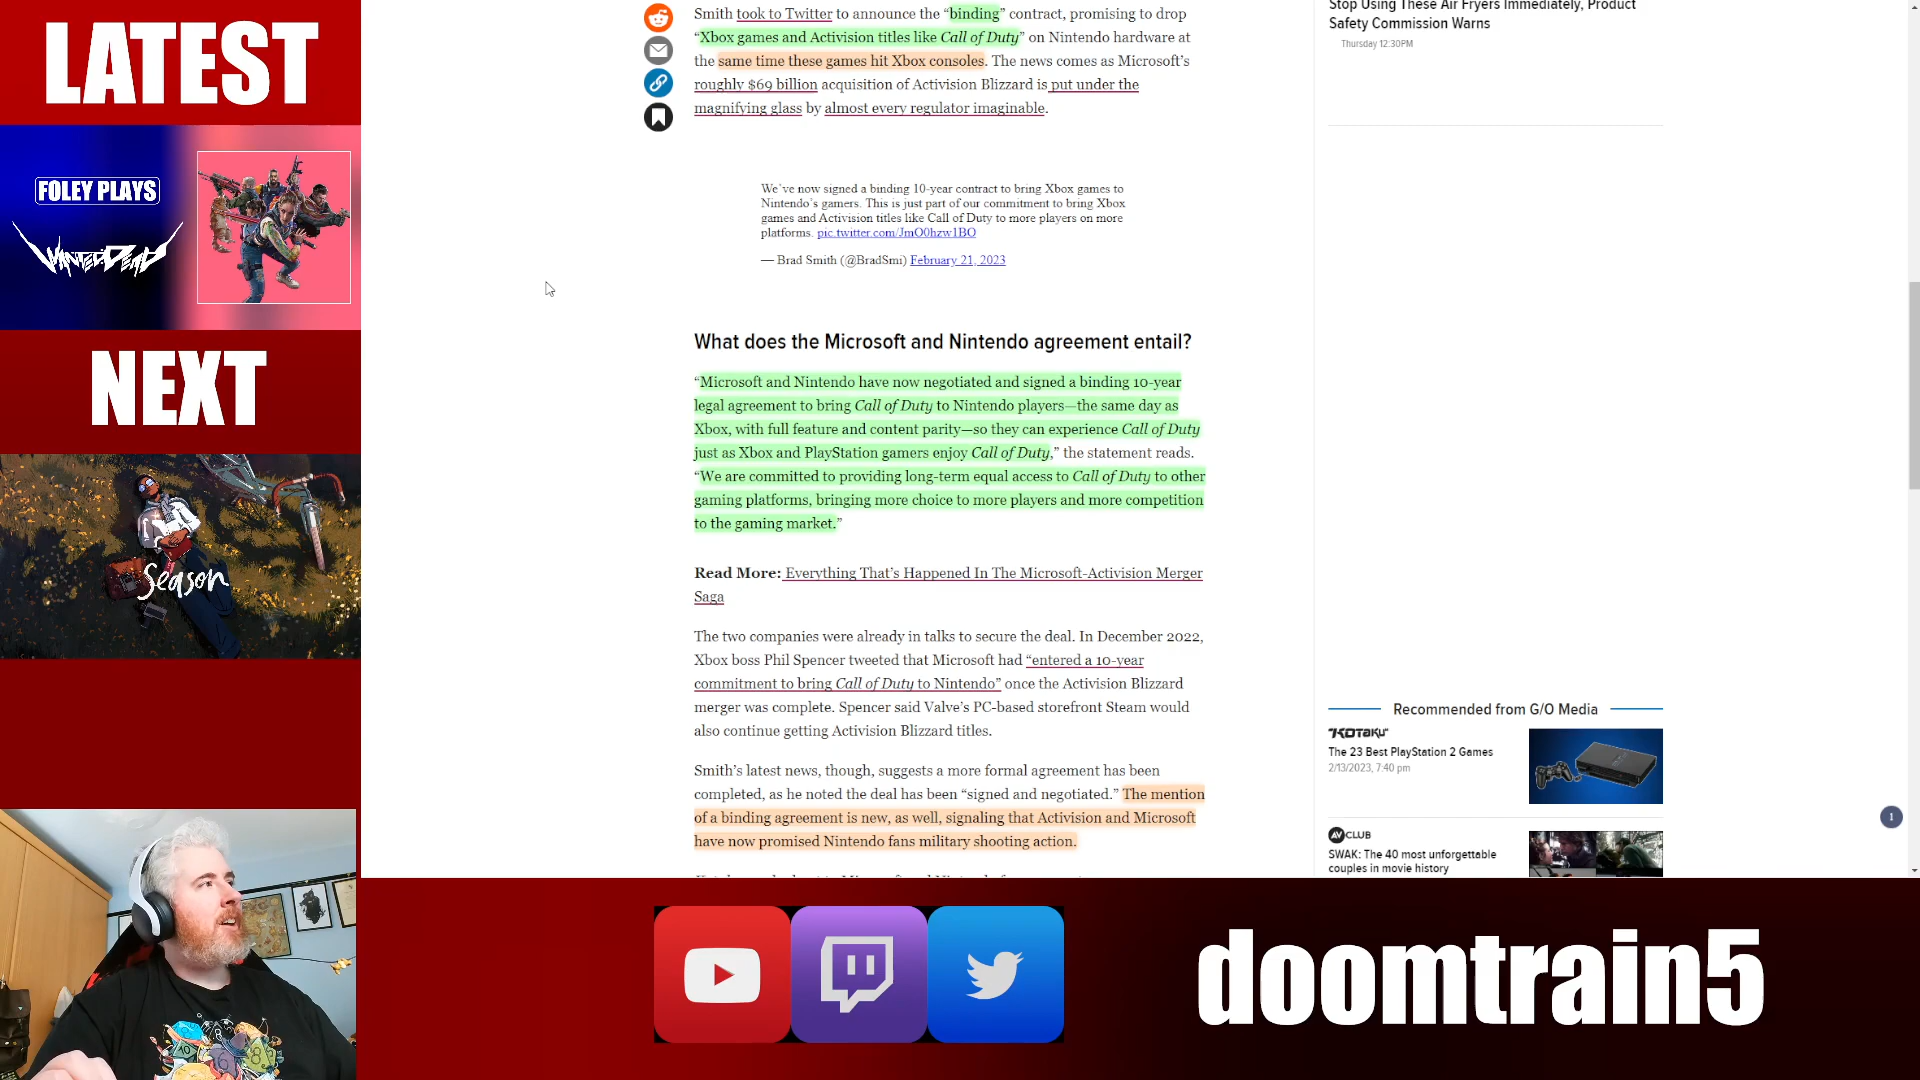 LATEST
FOLEY PLAYS
WANTED: DEAD
NEXT
Season
Smith took to Twitter to announce the “binding” contract, promising to drop
“Xbox games and Activision titles like Call of Duty” on Nintendo hardware at
the same time these games hit Xbox consoles. The news comes as Microsoft’s
roughly $69 billion acquisition of Activision Blizzard is put under the
magnifying glass by almost every regulator imaginable.
We’ve now signed a binding 10-year contract to bring Xbox games to
Nintendo’s gamers. This is just part of our commitment to bring Xbox
games and Activision titles like Call of Duty to more players on more
platforms. pic.twitter.com/JmO0hzw1BO
— Brad Smith (@BradSmi) February 21, 2023
What does the Microsoft and Nintendo agreement entail?
“Microsoft and Nintendo have now negotiated and signed a binding 10-year
legal agreement to bring Call of Duty to Nintendo players—the same day as
Xbox, with full feature and content parity—so they can experience Call of Duty
just as Xbox and PlayStation gamers enjoy Call of Duty,” the statement reads.
“We are committed to providing long-term equal access to Call of Duty to other
gaming platforms, bringing more choice to more players and more competition
to the gaming market.”
Read More: Everything That’s Happened In The Microsoft-Activision Merger
Saga
The two companies were already in talks to secure the deal. In December 2022,
Xbox boss Phil Spencer tweeted that Microsoft had “entered a 10-year
commitment to bring Call of Duty to Nintendo” once the Activision Blizzard
merger was complete. Spencer said Valve’s PC-based storefront Steam would
also continue getting Activision Blizzard titles.
Smith’s latest news, though, suggests a more formal agreement has been
completed, as he noted the deal has been “signed and negotiated.” The mention
of a binding agreement is new, as well, signaling that Activision and Microsoft
have now promised Nintendo fans military shooting action.
Stop Using These Air Fryers Immediately, Product
Safety Commission Warns
Thursday 12:30PM
Recommended from G/O Media
KOTAKU
The 23 Best PlayStation 2 Games
2/13/2023, 7:40 pm
AV CLUB
SWAK: The 40 most unforgettable
couples in movie history
1
doomtrain5